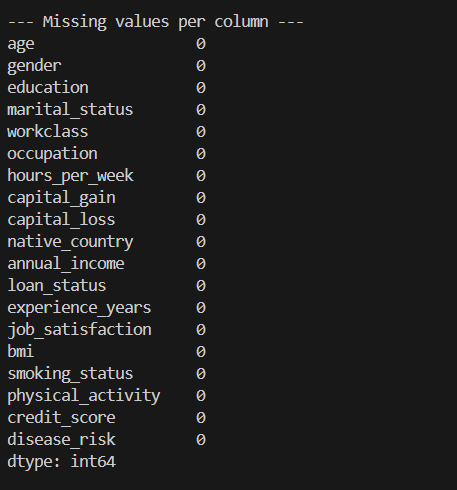 --- Missing values per column ---
age                 0
gender              0
education           0
marital_status      0
workclass           0
occupation          0
hours_per_week      0
capital_gain        0
capital_loss        0
native_country      0
annual_income       0
loan_status         0
experience_years    0
job_satisfaction    0
bmi                 0
smoking_status      0
physical_activity   0
credit_score        0
disease_risk        0
dtype: int64